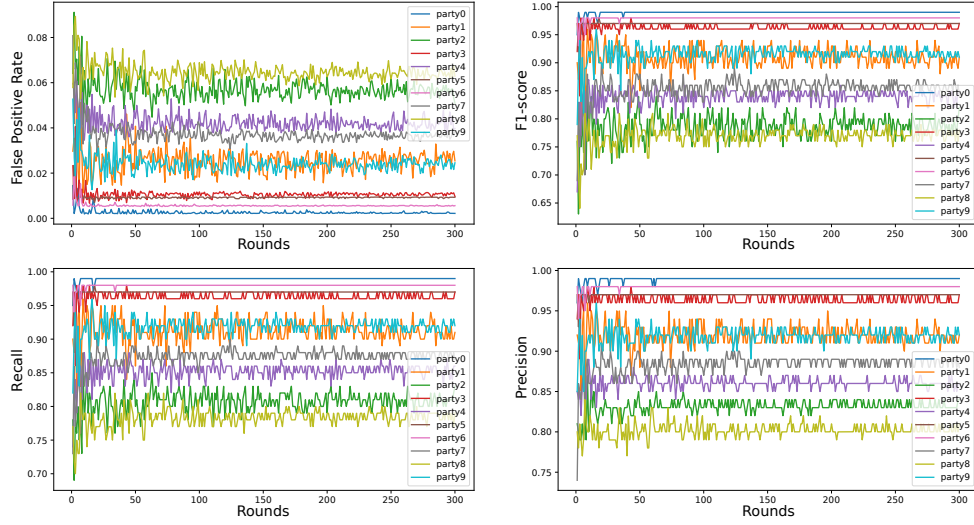 False Positive Rate
0.08
0.06
0.04
0.02
0.00
0
50
100
150
200
250
300
Rounds
party0
party1
party2
party3
party4
party5
party6
party7
party8
party9
F1-score
1.00
0.95
0.90
0.85
0.80
0.75
0.70
0.65
0
50
100
150
200
250
300
Rounds
party0
party1
party2
party3
party4
party5
party6
party7
party8
party9
Recall
1.00
0.95
0.90
0.85
0.80
0.75
0.70
0
50
100
150
200
250
300
Rounds
party0
party1
party2
party3
party4
party5
party6
party7
party8
party9
Precision
1.00
0.95
0.90
0.85
0.80
0.75
0
50
100
150
200
250
300
Rounds
party0
party1
party2
party3
party4
party5
party6
party7
party8
party9